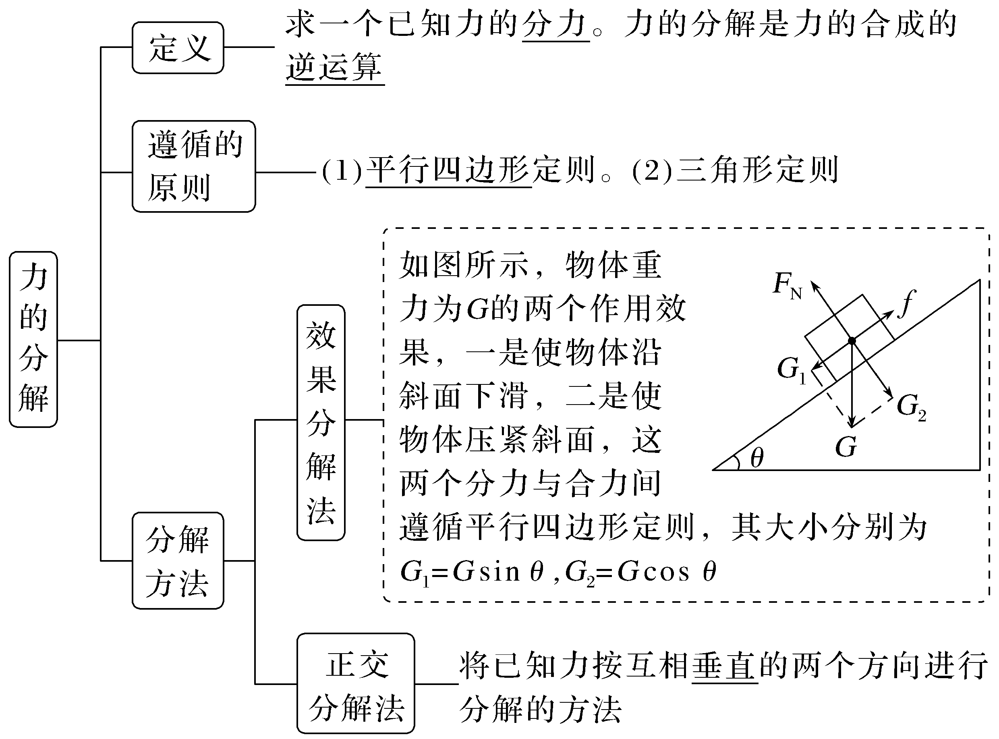 力的分解
定义
求一个已知力的分力。力的分解是力的合成的
逆运算
遵循的
原则
(1)平行四边形定则。(2)三角形定则
分解
方法
效果分解法
如图所示，物体重
力为G的两个作用效
果，一是使物体沿
斜面下滑，二是使
物体压紧斜面，这
两个分力与合力间
遵循平行四边形定则，其大小分别为
G₁=Gsin θ,G₂=Gcos θ
F_N
f
G₁
G₂
G
θ
正交
分解法
将已知力按互相垂直的两个方向进行
分解的方法